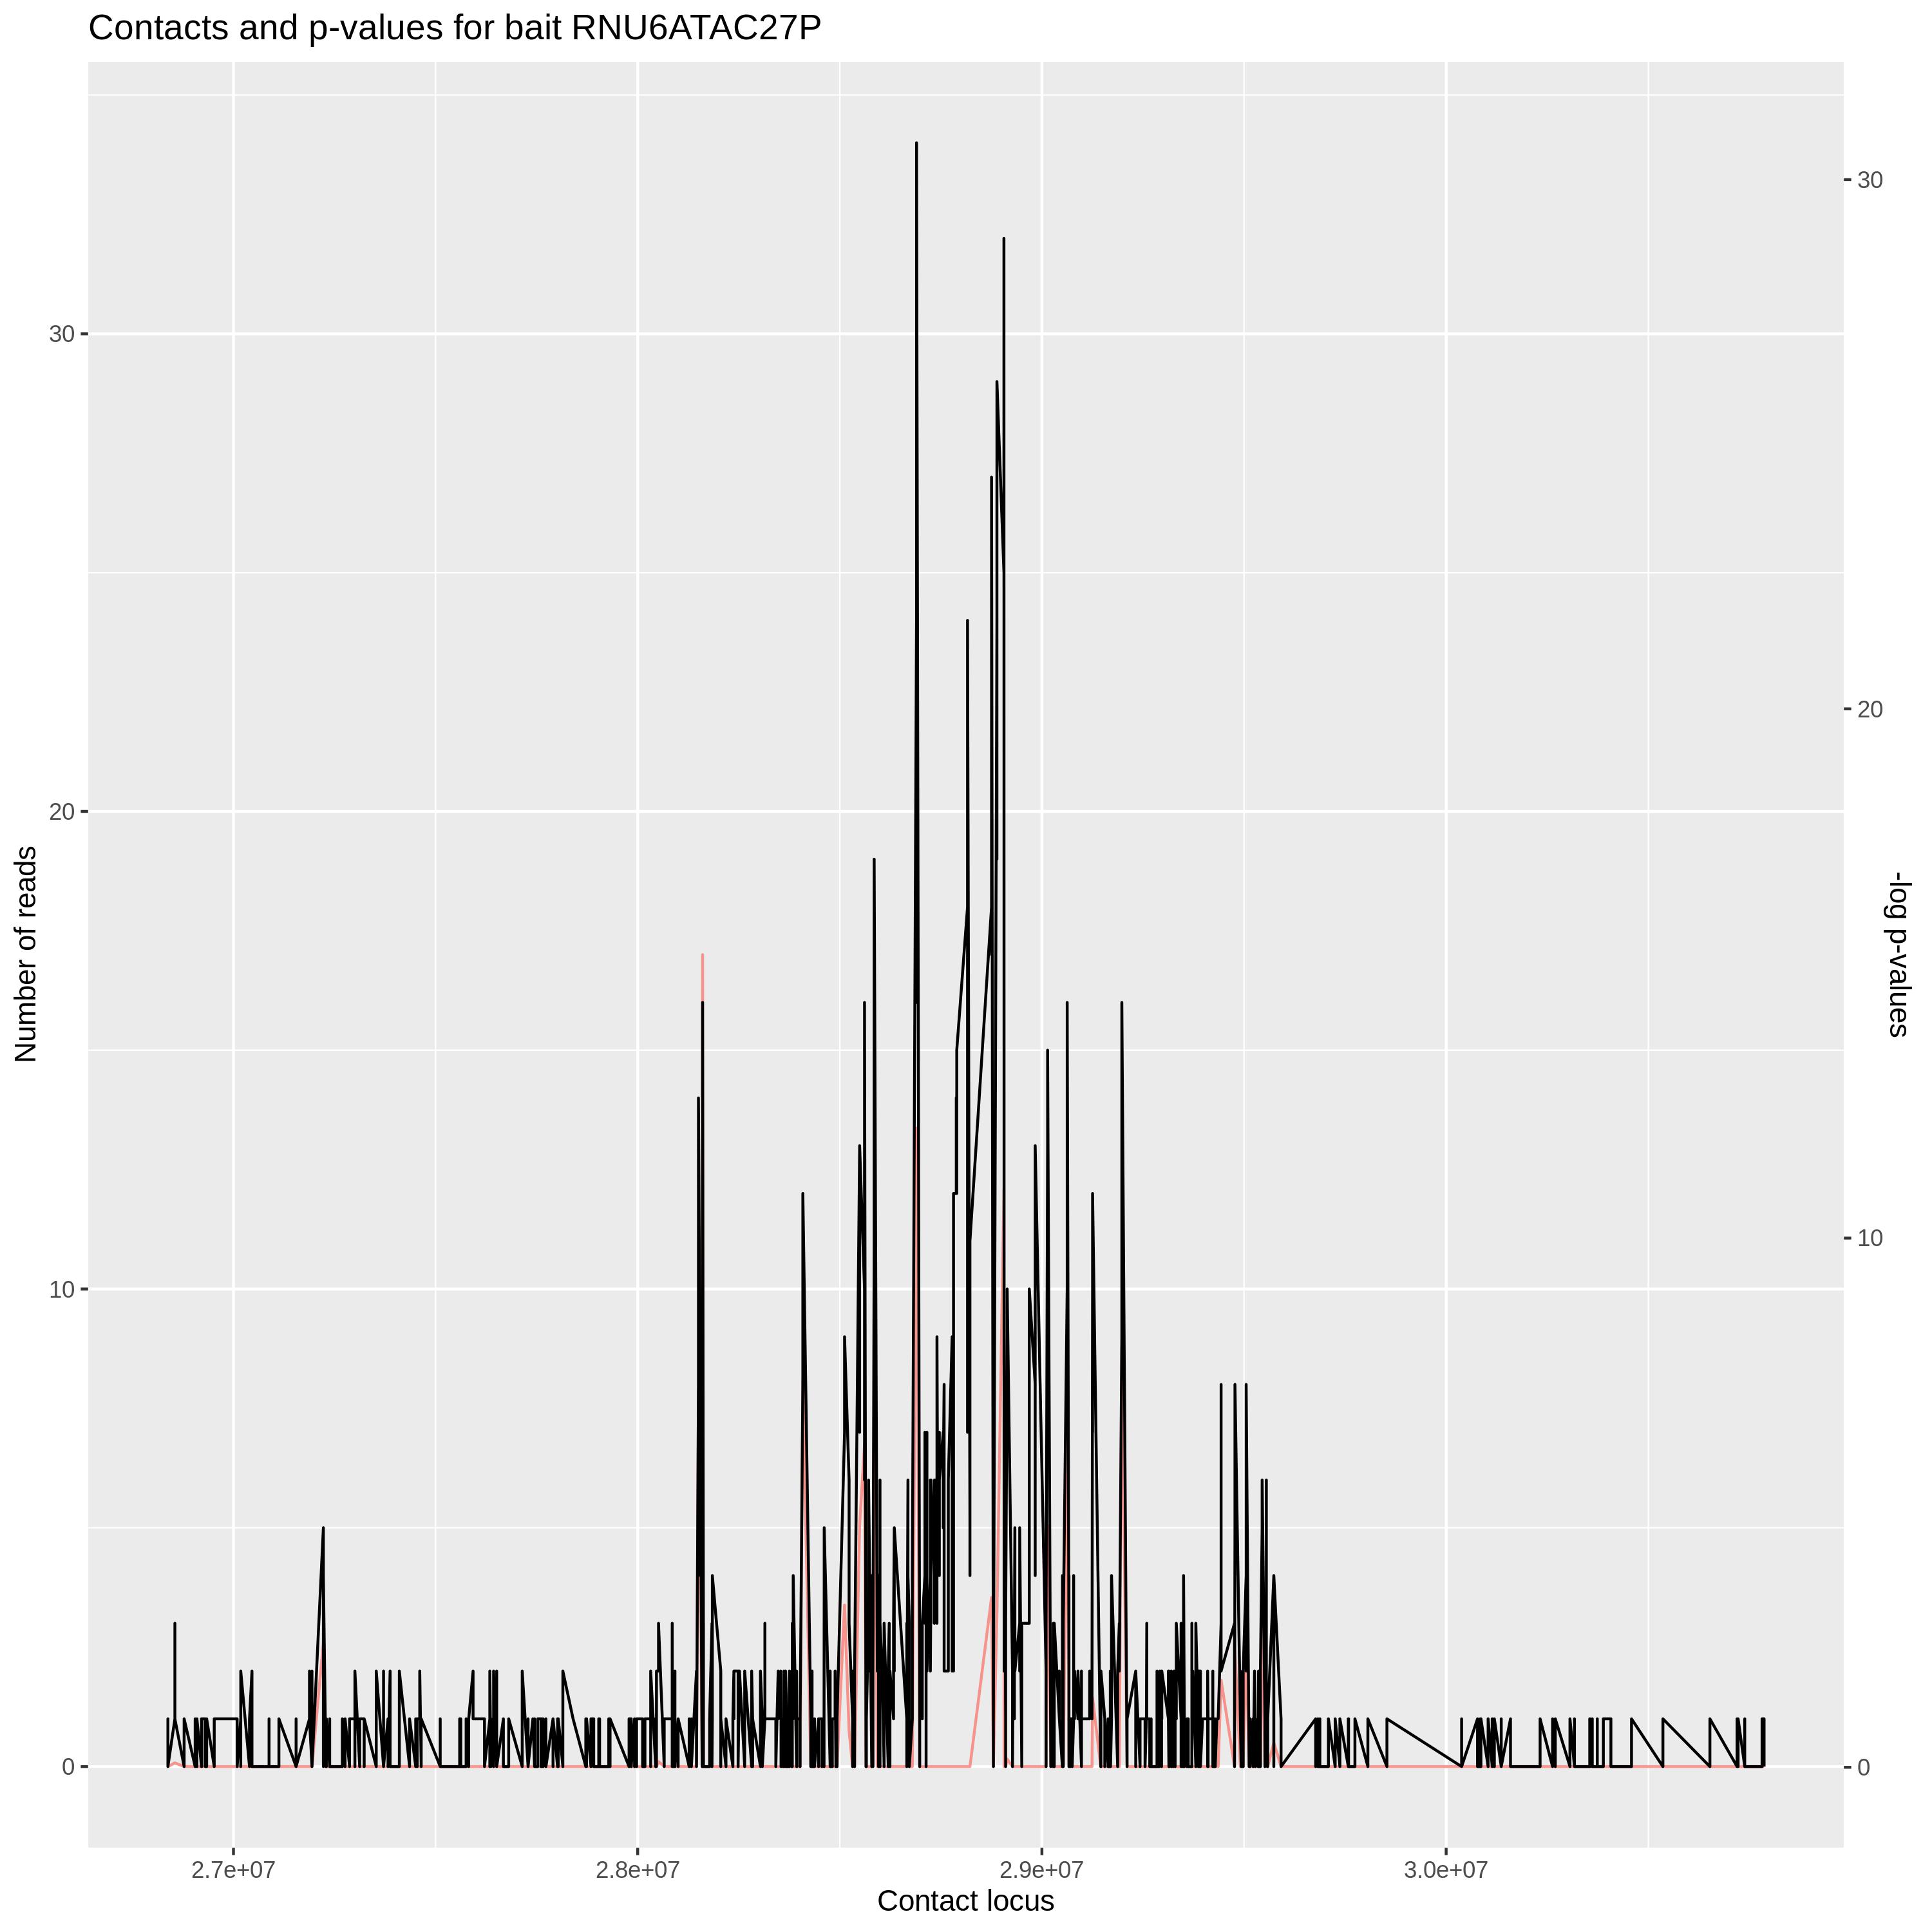 Contacts and p-values for bait RNU6ATAC27P
30
20
10
0
30
20
10
0
Number of reads
-log p-values
2.7e+07 2.8e+07 2.9e+07 3.0e+07
Contact locus